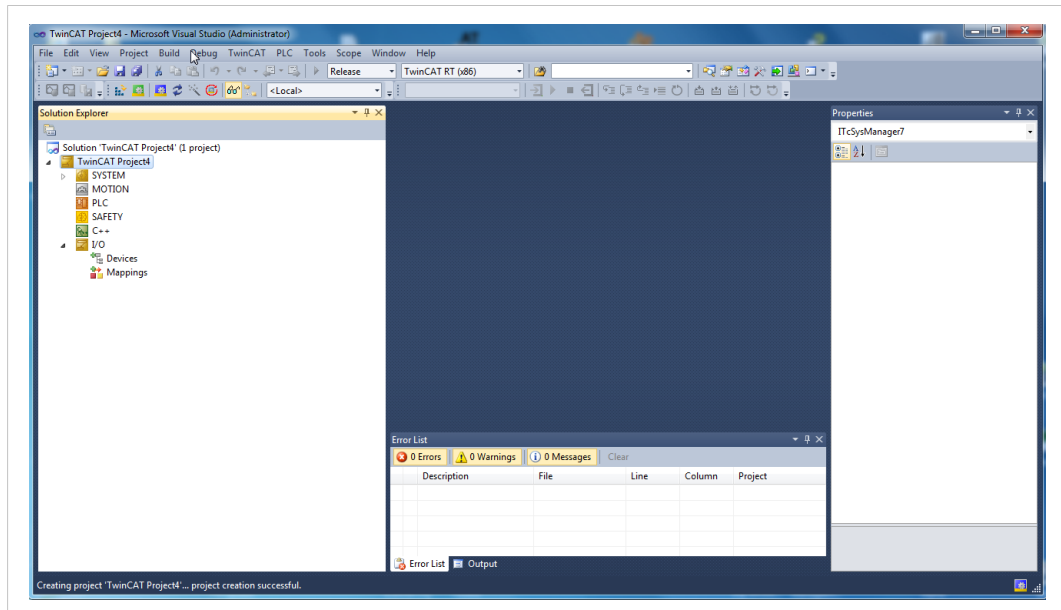 TwinCAT Project4 - Microsoft Visual Studio (Administrator)
File Edit View Project Build Debug TwinCAT PLC Tools Scope Window Help
Release TwinCAT RT (x86)
<Local>
Solution Explorer
Solution 'TwinCAT Project4' (1 project)
TwinCAT Project4
SYSTEM
MOTION
PLC
SAFETY
C++
I/O
Devices
Mappings
Error List
0 Errors 0 Warnings 0 Messages Clear
Description File Line Column Project
Error List Output
Properties
ITcSysManager7
Creating project 'TwinCAT Project4'... project creation successful.